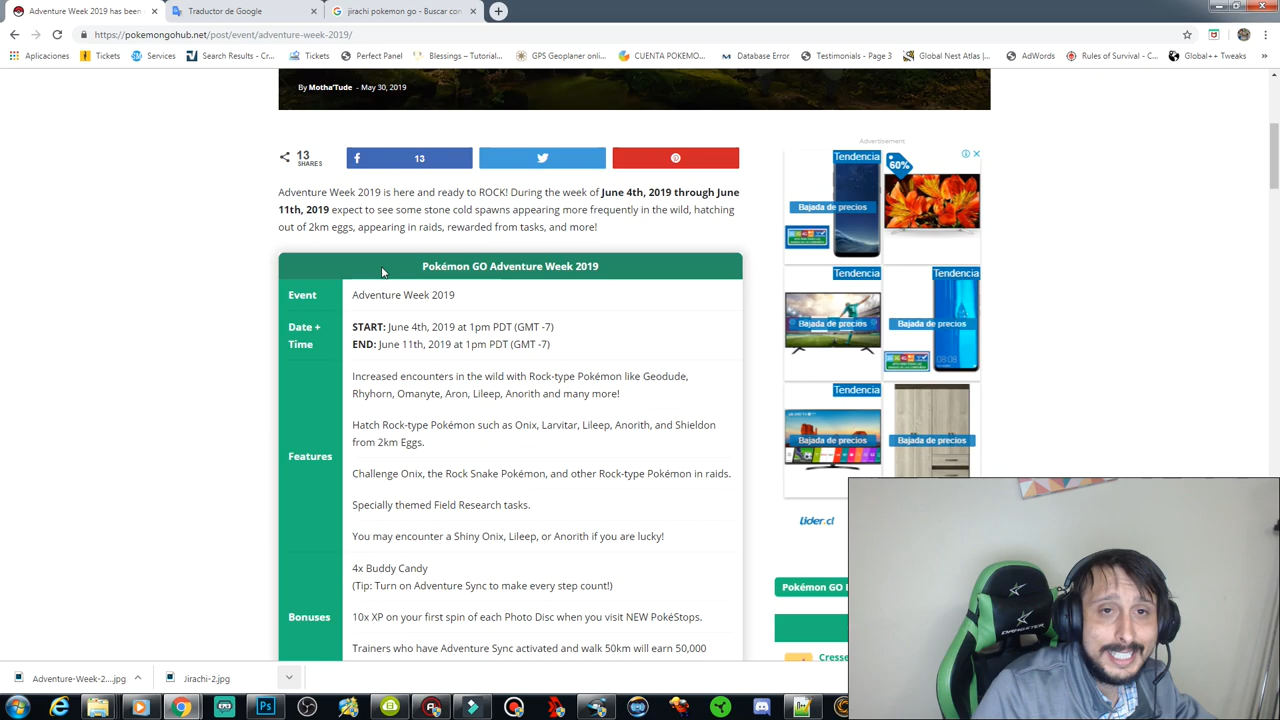 Adventure Week 2019 has been
Traductor de Google
jirachi pokemon go - Buscar con
https://pokemongohub.net/post/event/adventure-week-2019/
Aplicaciones
Tickets
Services
Search Results - Cr...
Tickets
Perfect Panel
Blessings – Tutorial...
GPS Geoplaner onli...
CUENTA POKEMO...
Database Error
Testimonials - Page 3
Global Nest Atlas |...
AdWords
Rules of Survival - C...
Global++ Tweaks
By Motha'Tude - May 30, 2019
13
SHARES
13
Adventure Week 2019 is here and ready to ROCK! During the week of June 4th, 2019 through June
11th, 2019 expect to see some stone cold spawns appearing more frequently in the wild, hatching
out of 2km eggs, appearing in raids, rewarded from tasks, and more!
Pokémon GO Adventure Week 2019
Event
Adventure Week 2019
Date +
Time
START: June 4th, 2019 at 1pm PDT (GMT -7)
END: June 11th, 2019 at 1pm PDT (GMT -7)
Features
Increased encounters in the wild with Rock-type Pokémon like Geodude,
Rhyhorn, Omanyte, Aron, Lileep, Anorith and many more!
Hatch Rock-type Pokémon such as Onix, Larvitar, Lileep, Anorith, and Shieldon
from 2km Eggs.
Challenge Onix, the Rock Snake Pokémon, and other Rock-type Pokémon in raids.
Specially themed Field Research tasks.
You may encounter a Shiny Onix, Lileep, or Anorith if you are lucky!
Bonuses
4x Buddy Candy
(Tip: Turn on Adventure Sync to make every step count!)
10x XP on your first spin of each Photo Disc when you visit NEW PokéStops.
Trainers who have Adventure Sync activated and walk 50km will earn 50,000
Advertisement
Tendencia
Bajada de precios
60%
Bajada de precios
Tendencia
Bajada de precios
Tendencia
Bajada de precios
08:08
Tendencia
Bajada de precios
Bajada de precios
lider.cl
Pokémon GO
Cresse
Adventure-Week-2....jpg
Jirachi-2.jpg